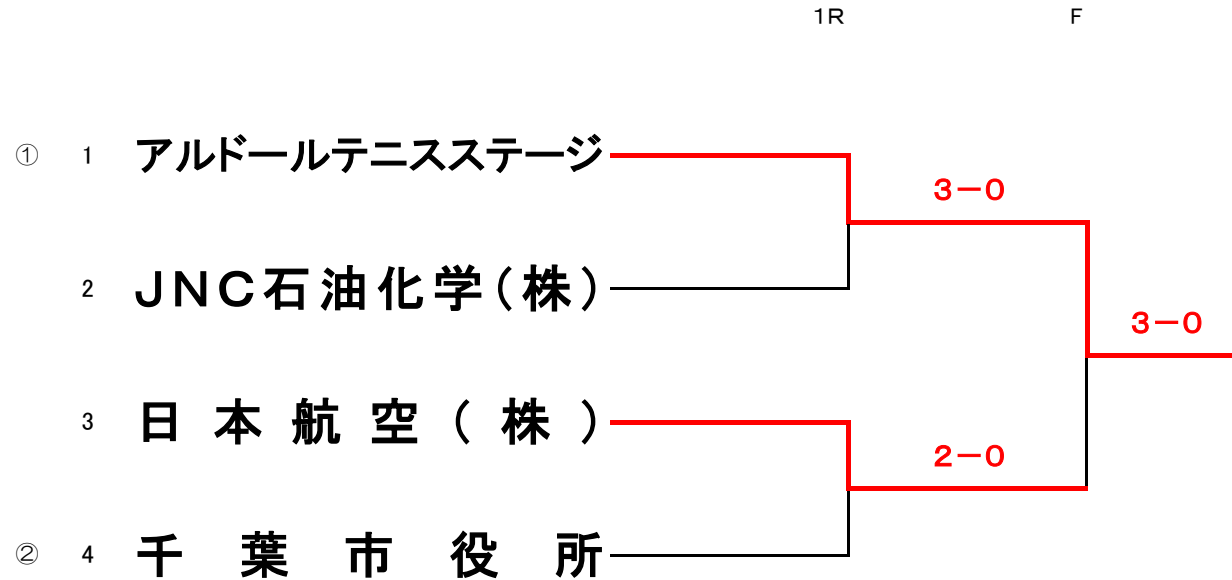 1R F
① 1 アルドールテニスステージ
3－0
2 JNC石油化学(株)
3－0
3 日本航空(株)
2－0
② 4 千葉市役所